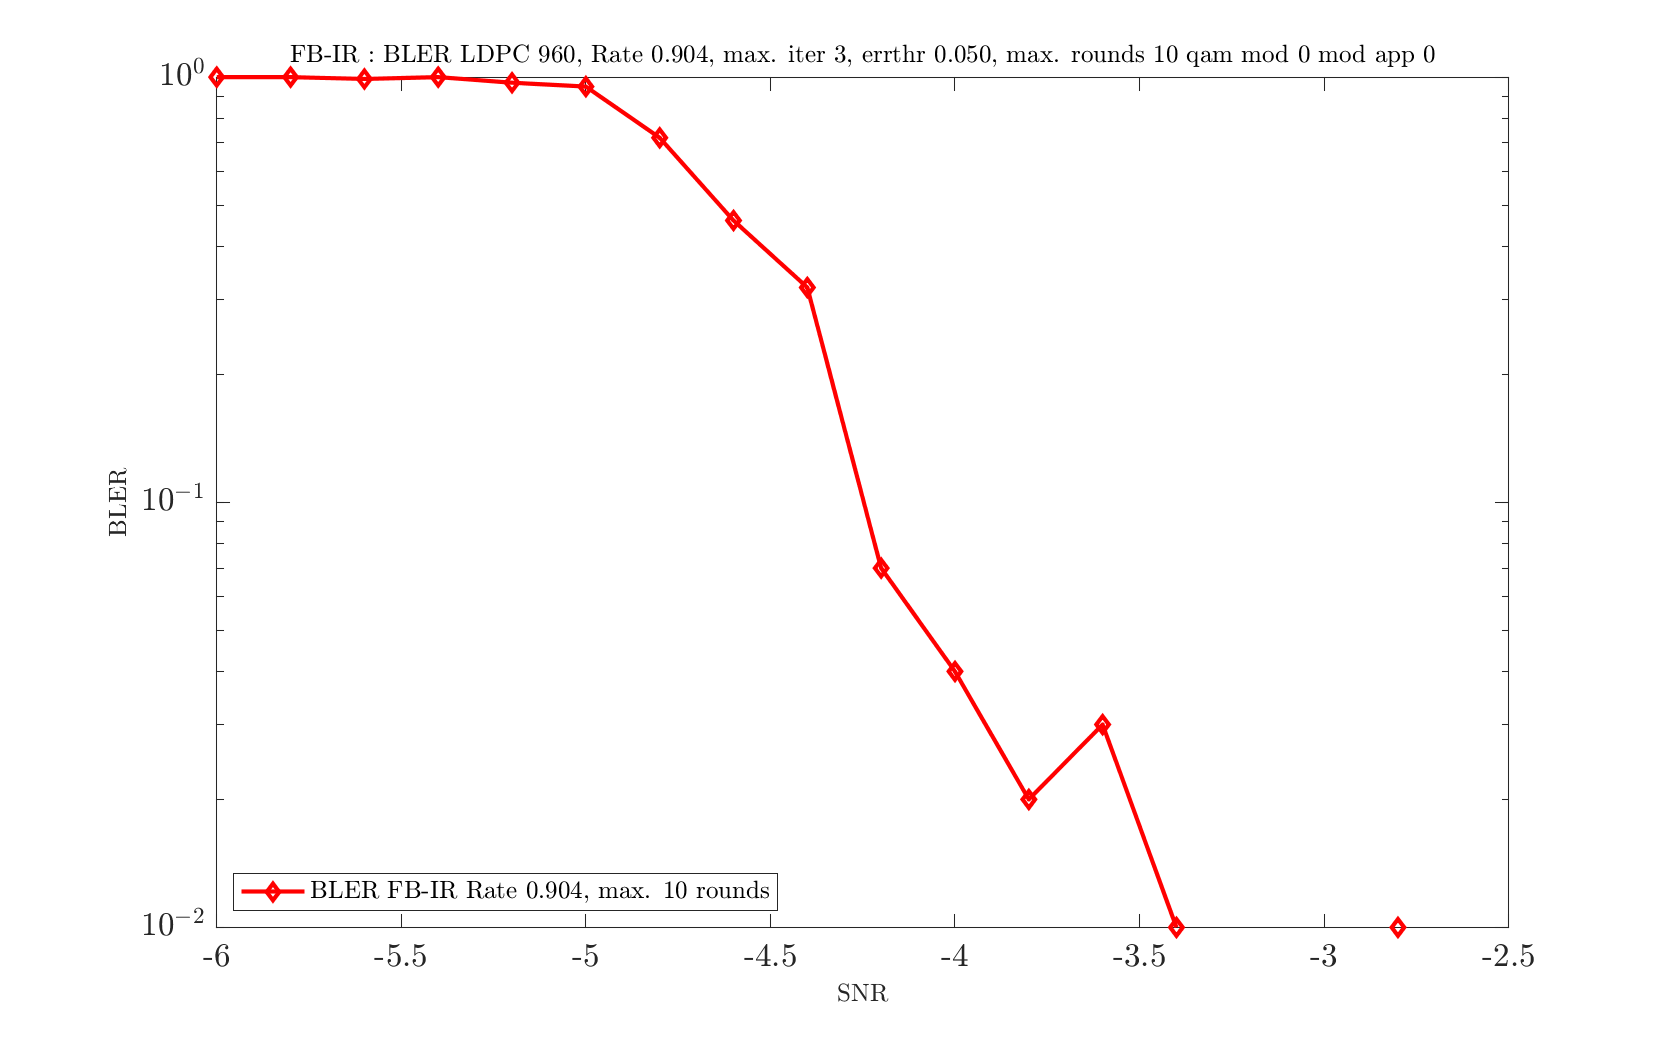 FB-IR : BLER LDPC 960, Rate 0.904, max. iter 3, errthr 0.050, max. rounds 10 qam mod 0 mod app 0
10⁰
10⁻¹
10⁻²
BLER
BLER FB-IR Rate 0.904, max. 10 rounds
-6 -5.5 -5 -4.5 -4 -3.5 -3 -2.5
SNR